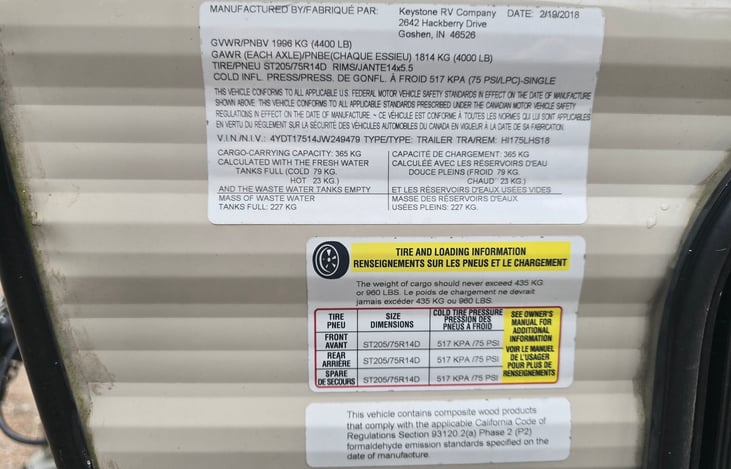 MANUFACTURED BY/FABRIQUÉ PAR: Keystone RV Company DATE: 2/19/2018
2642 Hackberry Drive
Goshen, IN 46526
GVWR/PNBV 1996 KG (4400 LB)
GAWR (EACH AXLE)/PNBE(CHAQUE ESSIEU) 1814 KG (4000 LB)
TIRE/PNEU ST205/75R14D RIMS/JANTE14x5.5
COLD INFL. PRESS/PRESS. DE GONFL. À FROID 517 KPA (75 PSI/LPC)-SINGLE
THIS VEHICLE CONFORMS TO ALL APPLICABLE U.S. FEDERAL MOTOR VEHICLE SAFETY STANDARDS IN EFFECT ON THE DATE OF MANUFACTURE
SHOWN ABOVE. THIS VEHICLE CONFORMS TO ALL APPLICABLE STANDARDS PRESCRIBED UNDER THE CANADIAN MOTOR VEHICLE SAFETY
REGULATIONS IN EFFECT ON THE DATE OF MANUFACTURE ~ CE VÉHICULE EST CONFORME À TOUTES LES NORMES QUI LUI SONT APPLICABLES
EN VERTU DU RÈGLEMENT SUR LA SÉCURITÉ DES VÉHICULES AUTOMOBILES DU CANADA EN VIGUEUR À LA DATE DE SA FABRICATION.
V.I.N./N.I.V.: 4YDT17514JW249479 TYPE/TYPE: TRAILER TRA/REM: HI175LHS18
CARGO-CARRYING CAPACITY: 365 KG
CALCULATED WITH THE FRESH WATER
TANKS FULL (COLD 79 KG.
HOT 23 KG.)
AND THE WASTE WATER TANKS EMPTY
MASS OF WASTE WATER
TANKS FULL: 227 KG.
CAPACITÉ DE CHARGEMENT: 365 KG
CALCULÉE AVEC LES RÉSERVOIRS D'EAU
DOUCE PLEINS (FROID 79 KG.
CHAUD 23 KG.)
ET LES RÉSERVOIRS D'EAUX USÉES VIDES
MASSE DES RÉSERVOIRS D'EAUX
USÉES PLEINS: 227 KG.
TIRE AND LOADING INFORMATION
RENSEIGNEMENTS SUR LES PNEUS ET LE CHARGEMENT
The weight of cargo should never exceed 435 KG
or 960 LBS. Le poids de chargement ne devrait
jamais excéder 435 KG ou 960 LBS.
TIRE
PNEU
SIZE
DIMENSIONS
COLD TIRE PRESSURE
PRESSION DES
PNEUS À FROID
FRONT
AVANT
ST205/75R14D
517 KPA /75 PSI
REAR
ARRIÈRE
ST205/75R14D
517 KPA /75 PSI
SPARE
DE SECOURS
ST205/75R14D
517 KPA /75 PSI
SEE OWNER'S
MANUAL FOR
ADDITIONAL
INFORMATION
VOIR LE MANUEL
DE L'USAGER
POUR PLUS DE
RENSEIGNEMENTS
This vehicle contains composite wood products
that comply with the applicable California Code of
Regulations Section 93120.2(a) Phase 2 (P2)
formaldehyde emission standards specified on the
date of manufacture.